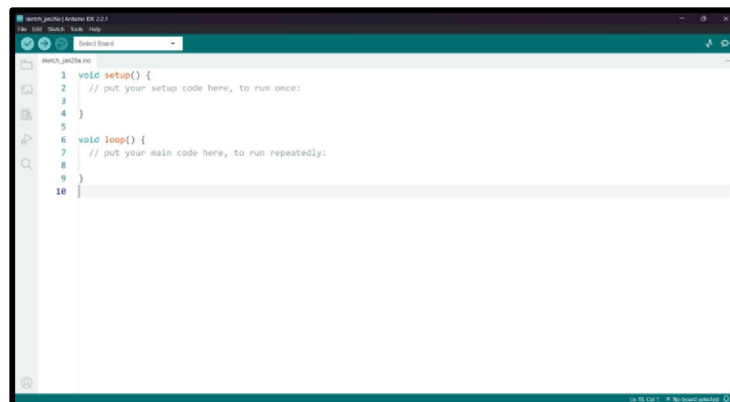 sketch_jan26a | Arduino IDE 2.2.1
File Edit Sketch Tools Help
Select Board
sketch_jan26a.ino
1 void setup() {
2 // put your setup code here, to run once:
3
4 }
5
6 void loop() {
7 // put your main code here, to run repeatedly:
8
9 }
10
Ln 10, Col 1 × No board selected